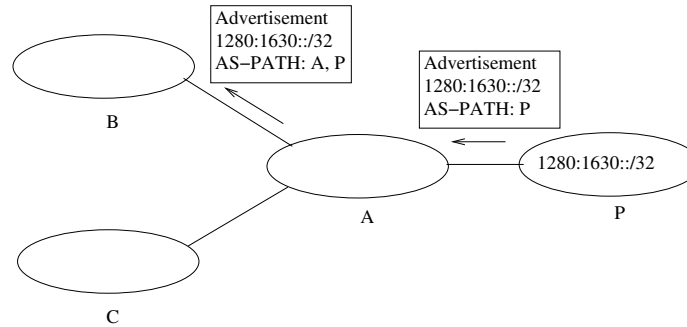 Advertisement
1280:1630::/32
AS-PATH: A, P
Advertisement
1280:1630::/32
AS-PATH: P
B
1280:1630::/32
A
P
C